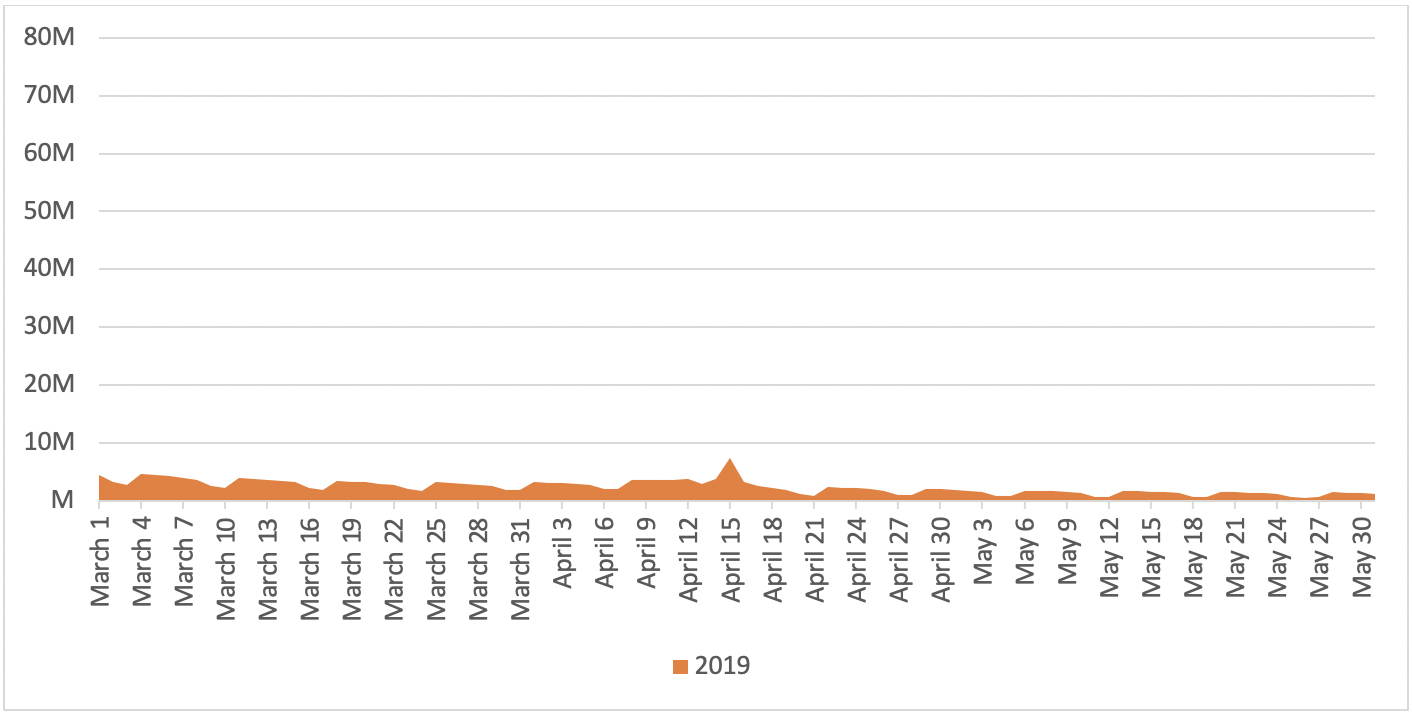 80M
70M
60M
50M
40M
30M
20M
10M
M
March 1
March 4
March 7
March 10
March 13
March 16
March 19
March 22
March 25
March 28
March 31
April 3
April 6
April 9
April 12
April 15
April 18
April 21
April 24
April 27
April 30
May 3
May 6
May 9
May 12
May 15
May 18
May 21
May 24
May 27
May 30
2019